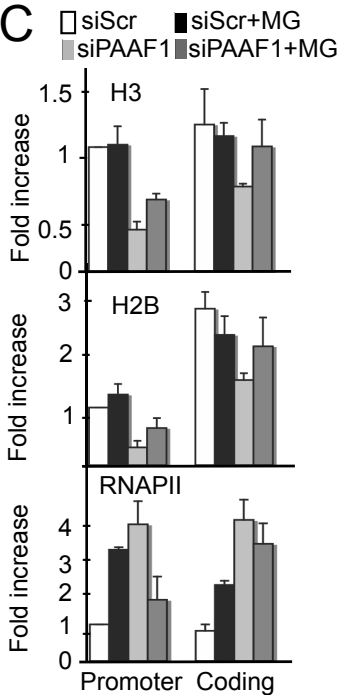 C
siScr siScr+MG
siPAAF1 siPAAF1+MG
H3
Fold increase
1.5
1
0.5
0
H2B
Fold increase
3
2
1
RNAPII
Fold increase
4
3
2
1
0
Promoter Coding